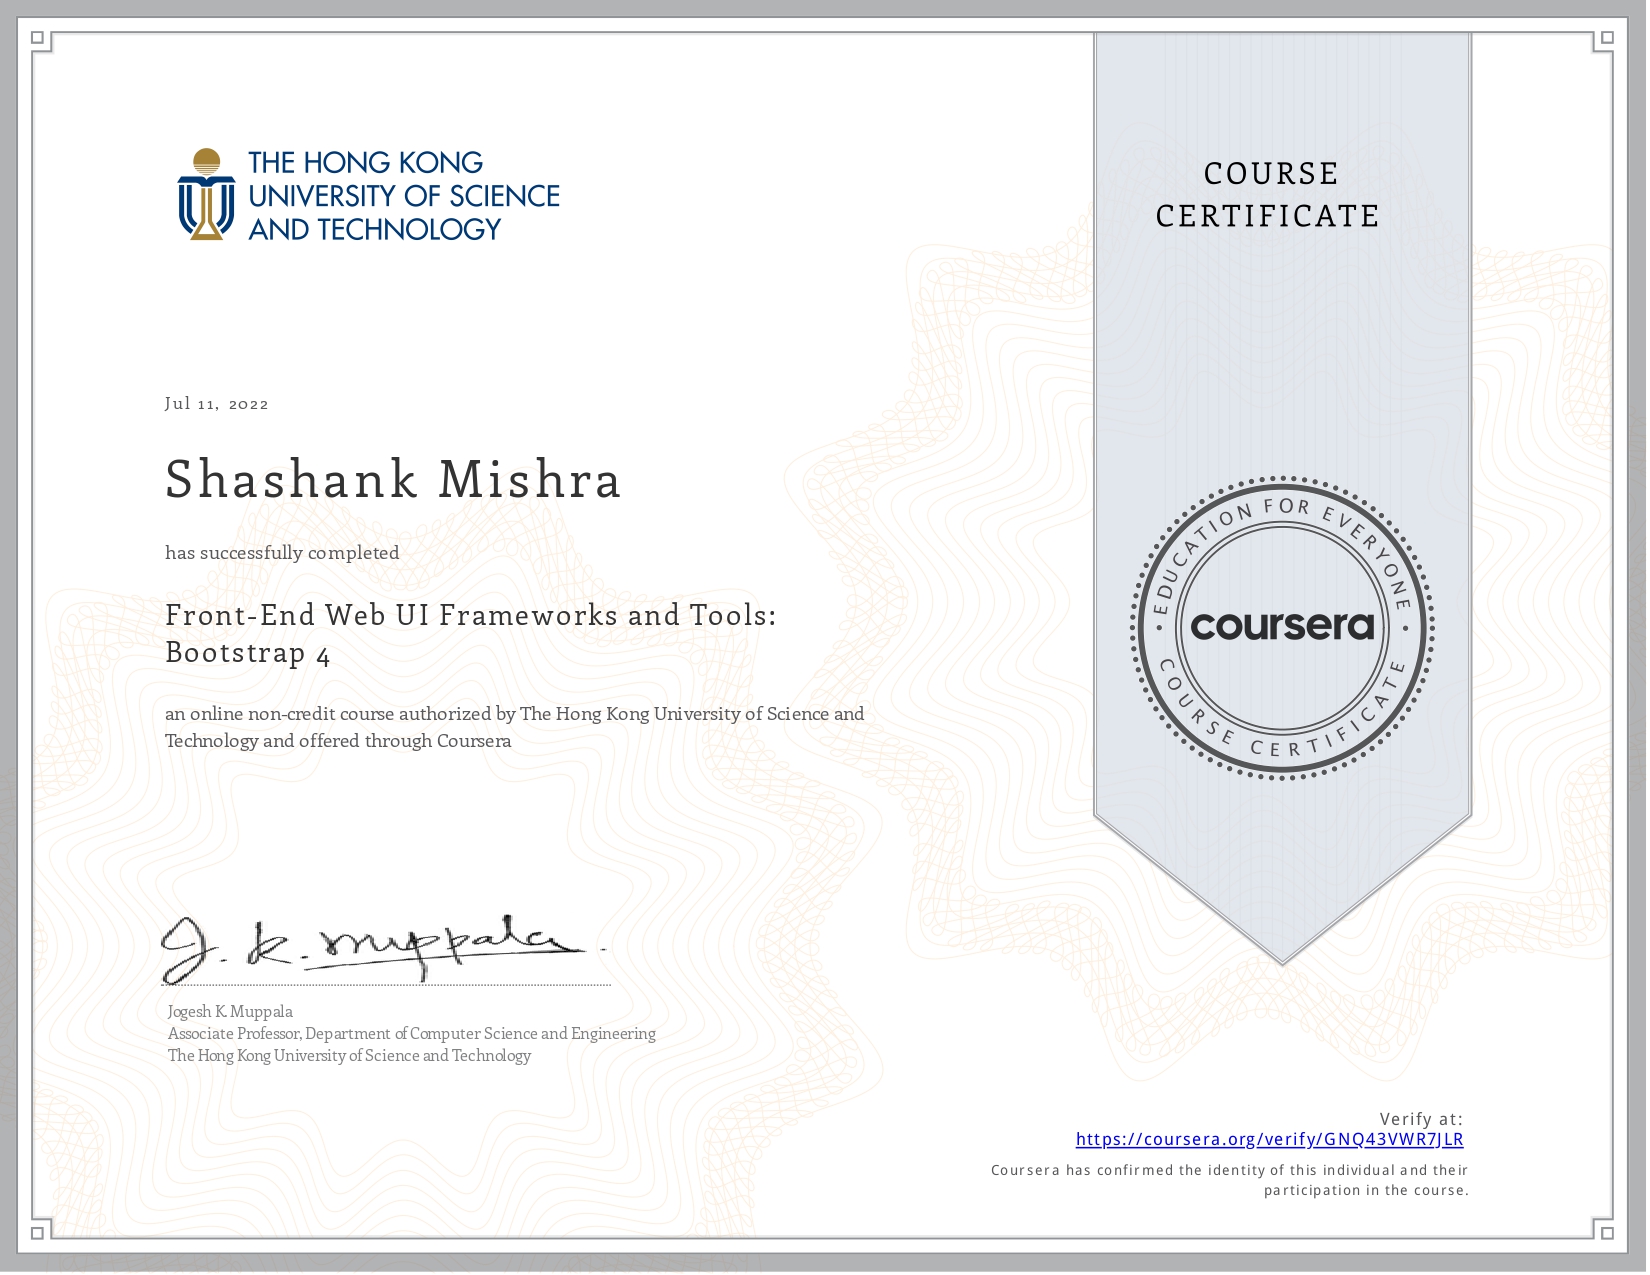 THE HONG KONG
UNIVERSITY OF SCIENCE
AND TECHNOLOGY
COURSE
CERTIFICATE
Jul 11, 2022
Shashank Mishra
has successfully completed
Front-End Web UI Frameworks and Tools:
Bootstrap 4
an online non-credit course authorized by The Hong Kong University of Science and
Technology and offered through Coursera
EDUCATION FOR EVERYONE
coursera
COURSE CERTIFICATE
J. K. Muppala.
Jogesh K. Muppala
Associate Professor, Department of Computer Science and Engineering
The Hong Kong University of Science and Technology
Verify at:
https://coursera.org/verify/GNQ43VWR7JLR
Coursera has confirmed the identity of this individual and their
participation in the course.